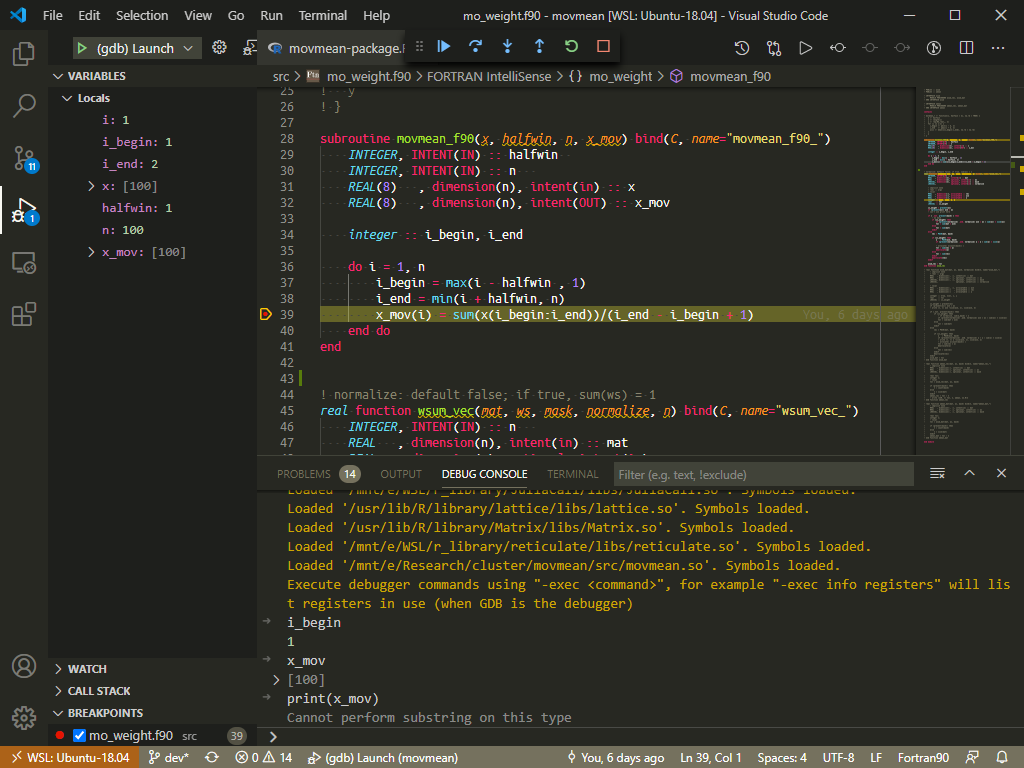 File Edit Selection View Go Run Terminal Help mo_weight.f90 - movmean [WSL: Ubuntu-18.04] - Visual Studio Code
(gdb) Launch movmean-package.
VARIABLES
src > mo_weight.f90 > FORTRAN IntelliSense > {} mo_weight > movmean_f90
Locals
i: 1
i_begin: 1
i_end: 2
x: [100]
halfwin: 1
n: 100
x_mov: [100]
11
1
25 ! y
26 ! }
27
28 subroutine movmean_f90(x, halfwin, n, x_mov) bind(C, name="movmean_f90_")
29 INTEGER, INTENT(IN) :: halfwin
30 INTEGER, INTENT(IN) :: n
31 REAL(8) , dimension(n), intent(in) :: x
32 REAL(8) , dimension(n), intent(OUT) :: x_mov
33
34 integer :: i_begin, i_end
35
36 do i = 1, n
37 i_begin = max(i - halfwin , 1)
38 i_end = min(i + halfwin, n)
39 x_mov(i) = sum(x(i_begin:i_end))/(i_end - i_begin + 1) You, 6 days ago
40 end do
41 end
42
43
44 ! normalize: default false; if true, sum(ws) = 1
45 real function wsum_vec(mat, ws, mask, normalize, n) bind(C, name="wsum_vec_")
46 INTEGER, INTENT(IN) :: n
47 REAL , dimension(n), intent(in) :: mat
PROBLEMS 14 OUTPUT DEBUG CONSOLE TERMINAL Filter (e.g. text, !exclude)
Loaded '/mnt/e/WSL/r_library/JuliaCall/libs/JuliaCall.so'. Symbols loaded.
Loaded '/usr/lib/R/library/lattice/libs/lattice.so'. Symbols loaded.
Loaded '/usr/lib/R/library/Matrix/libs/Matrix.so'. Symbols loaded.
Loaded '/mnt/e/WSL/r_library/reticulate/libs/reticulate.so'. Symbols loaded.
Loaded '/mnt/e/Research/cluster/movmean/src/movmean.so'. Symbols loaded.
Execute debugger commands using "-exec <command>", for example "-exec info registers" will lis
t registers in use (when GDB is the debugger)
i_begin
1
x_mov
[100]
print(x_mov)
Cannot perform substring on this type
WATCH
CALL STACK
BREAKPOINTS
mo_weight.f90 src 39
WSL: Ubuntu-18.04 dev* 0 14 (gdb) Launch (movmean) You, 6 days ago Ln 39, Col 1 Spaces: 4 UTF-8 LF Fortran90